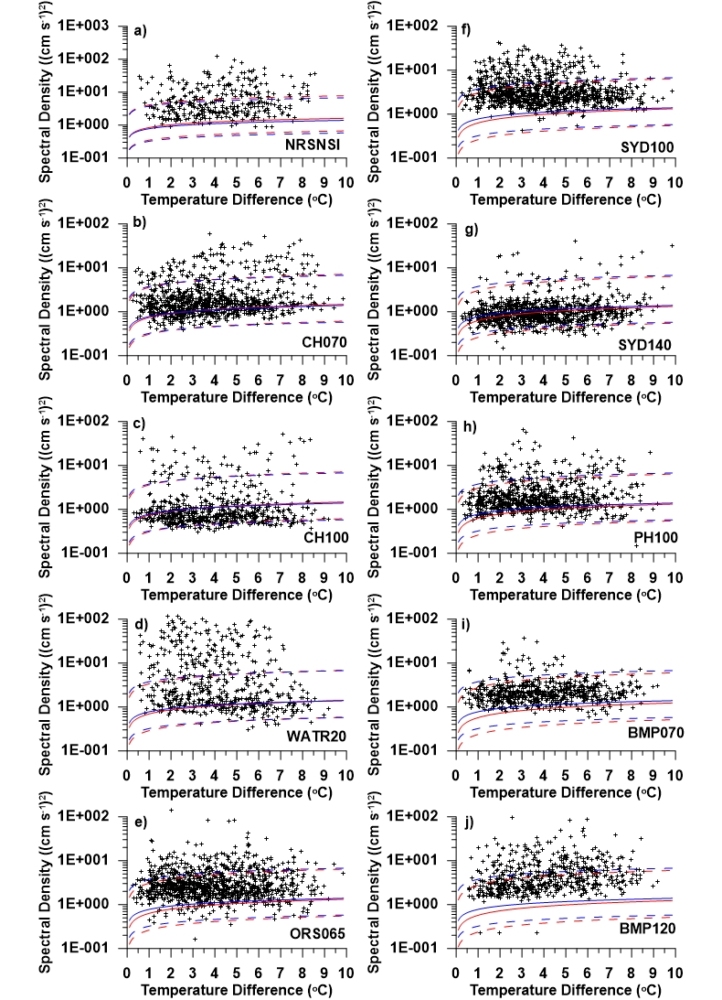 a)
Spectral Density ((cm s⁻¹)²)
1E+003
1E+002
1E+001
1E+000
1E-001
NRSNSI
0 1 2 3 4 5 6 7 8 9 10
Temperature Difference (°C)
b)
Spectral Density ((cm s⁻¹)²)
1E+002
1E+001
1E+000
1E-001
CH070
0 1 2 3 4 5 6 7 8 9 10
Temperature Difference (°C)
c)
Spectral Density ((cm s⁻¹)²)
1E+002
1E+001
1E+000
1E-001
CH100
0 1 2 3 4 5 6 7 8 9 10
Temperature Difference (°C)
d)
Spectral Density ((cm s⁻¹)²)
1E+002
1E+001
1E+000
1E-001
WATR20
0 1 2 3 4 5 6 7 8 9 10
Temperature Difference (°C)
e)
Spectral Density ((cm s⁻¹)²)
1E+002
1E+001
1E+000
1E-001
ORS065
0 1 2 3 4 5 6 7 8 9 10
Temperature Difference (°C)
f)
Spectral Density ((cm s⁻¹)²)
1E+002
1E+001
1E+000
1E-001
SYD100
0 1 2 3 4 5 6 7 8 9 10
Temperature Difference (°C)
g)
Spectral Density ((cm s⁻¹)²)
1E+002
1E+001
1E+000
1E-001
SYD140
0 1 2 3 4 5 6 7 8 9 10
Temperature Difference (°C)
h)
Spectral Density ((cm s⁻¹)²)
1E+002
1E+001
1E+000
1E-001
PH100
0 1 2 3 4 5 6 7 8 9 10
Temperature Difference (°C)
i)
Spectral Density ((cm s⁻¹)²)
1E+002
1E+001
1E+000
1E-001
BMP070
0 1 2 3 4 5 6 7 8 9 10
Temperature Difference (°C)
j)
Spectral Density ((cm s⁻¹)²)
1E+002
1E+001
1E+000
1E-001
BMP120
0 1 2 3 4 5 6 7 8 9 10
Temperature Difference (°C)